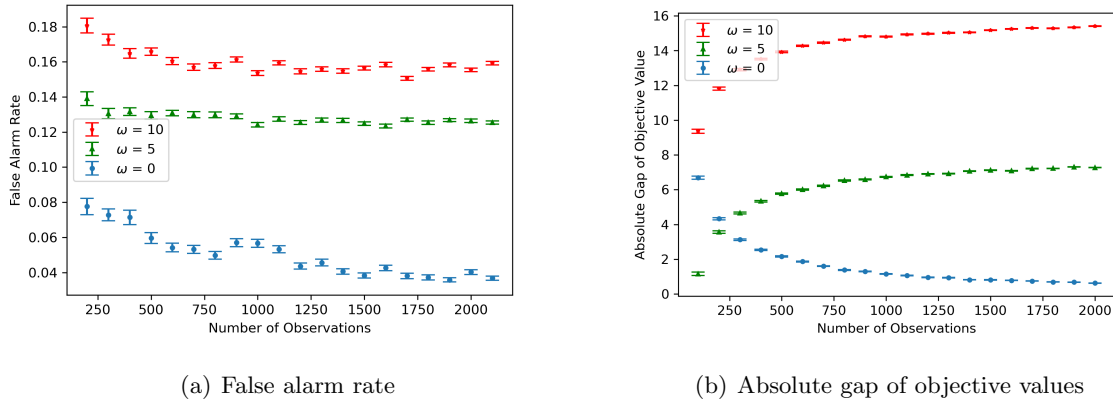 0.18
0.16
0.14
0.12
0.10
0.08
0.06
0.04
False Alarm Rate
ω = 10
ω = 5
ω = 0
250 500 750 1000 1250 1500 1750 2000
Number of Observations
(a) False alarm rate
16
14
12
10
8
6
4
2
0
Absolute Gap of Objective Value
ω = 10
ω = 5
ω = 0
250 500 750 1000 1250 1500 1750 2000
Number of Observations
(b) Absolute gap of objective values